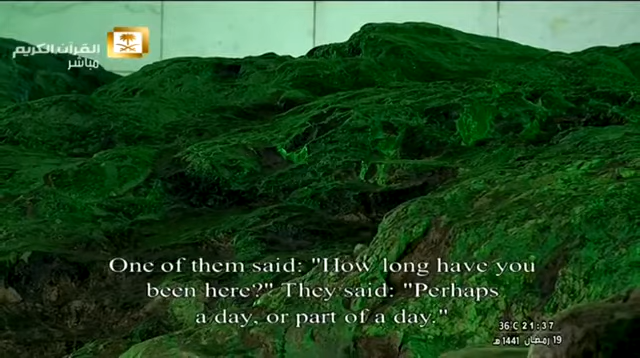 القرآن الكريم
مباشر
One of them said: "How long have you
been here?" They said: "Perhaps
a day, or part of a day."
36°C 21:37
19 رمضان 1441 هـ